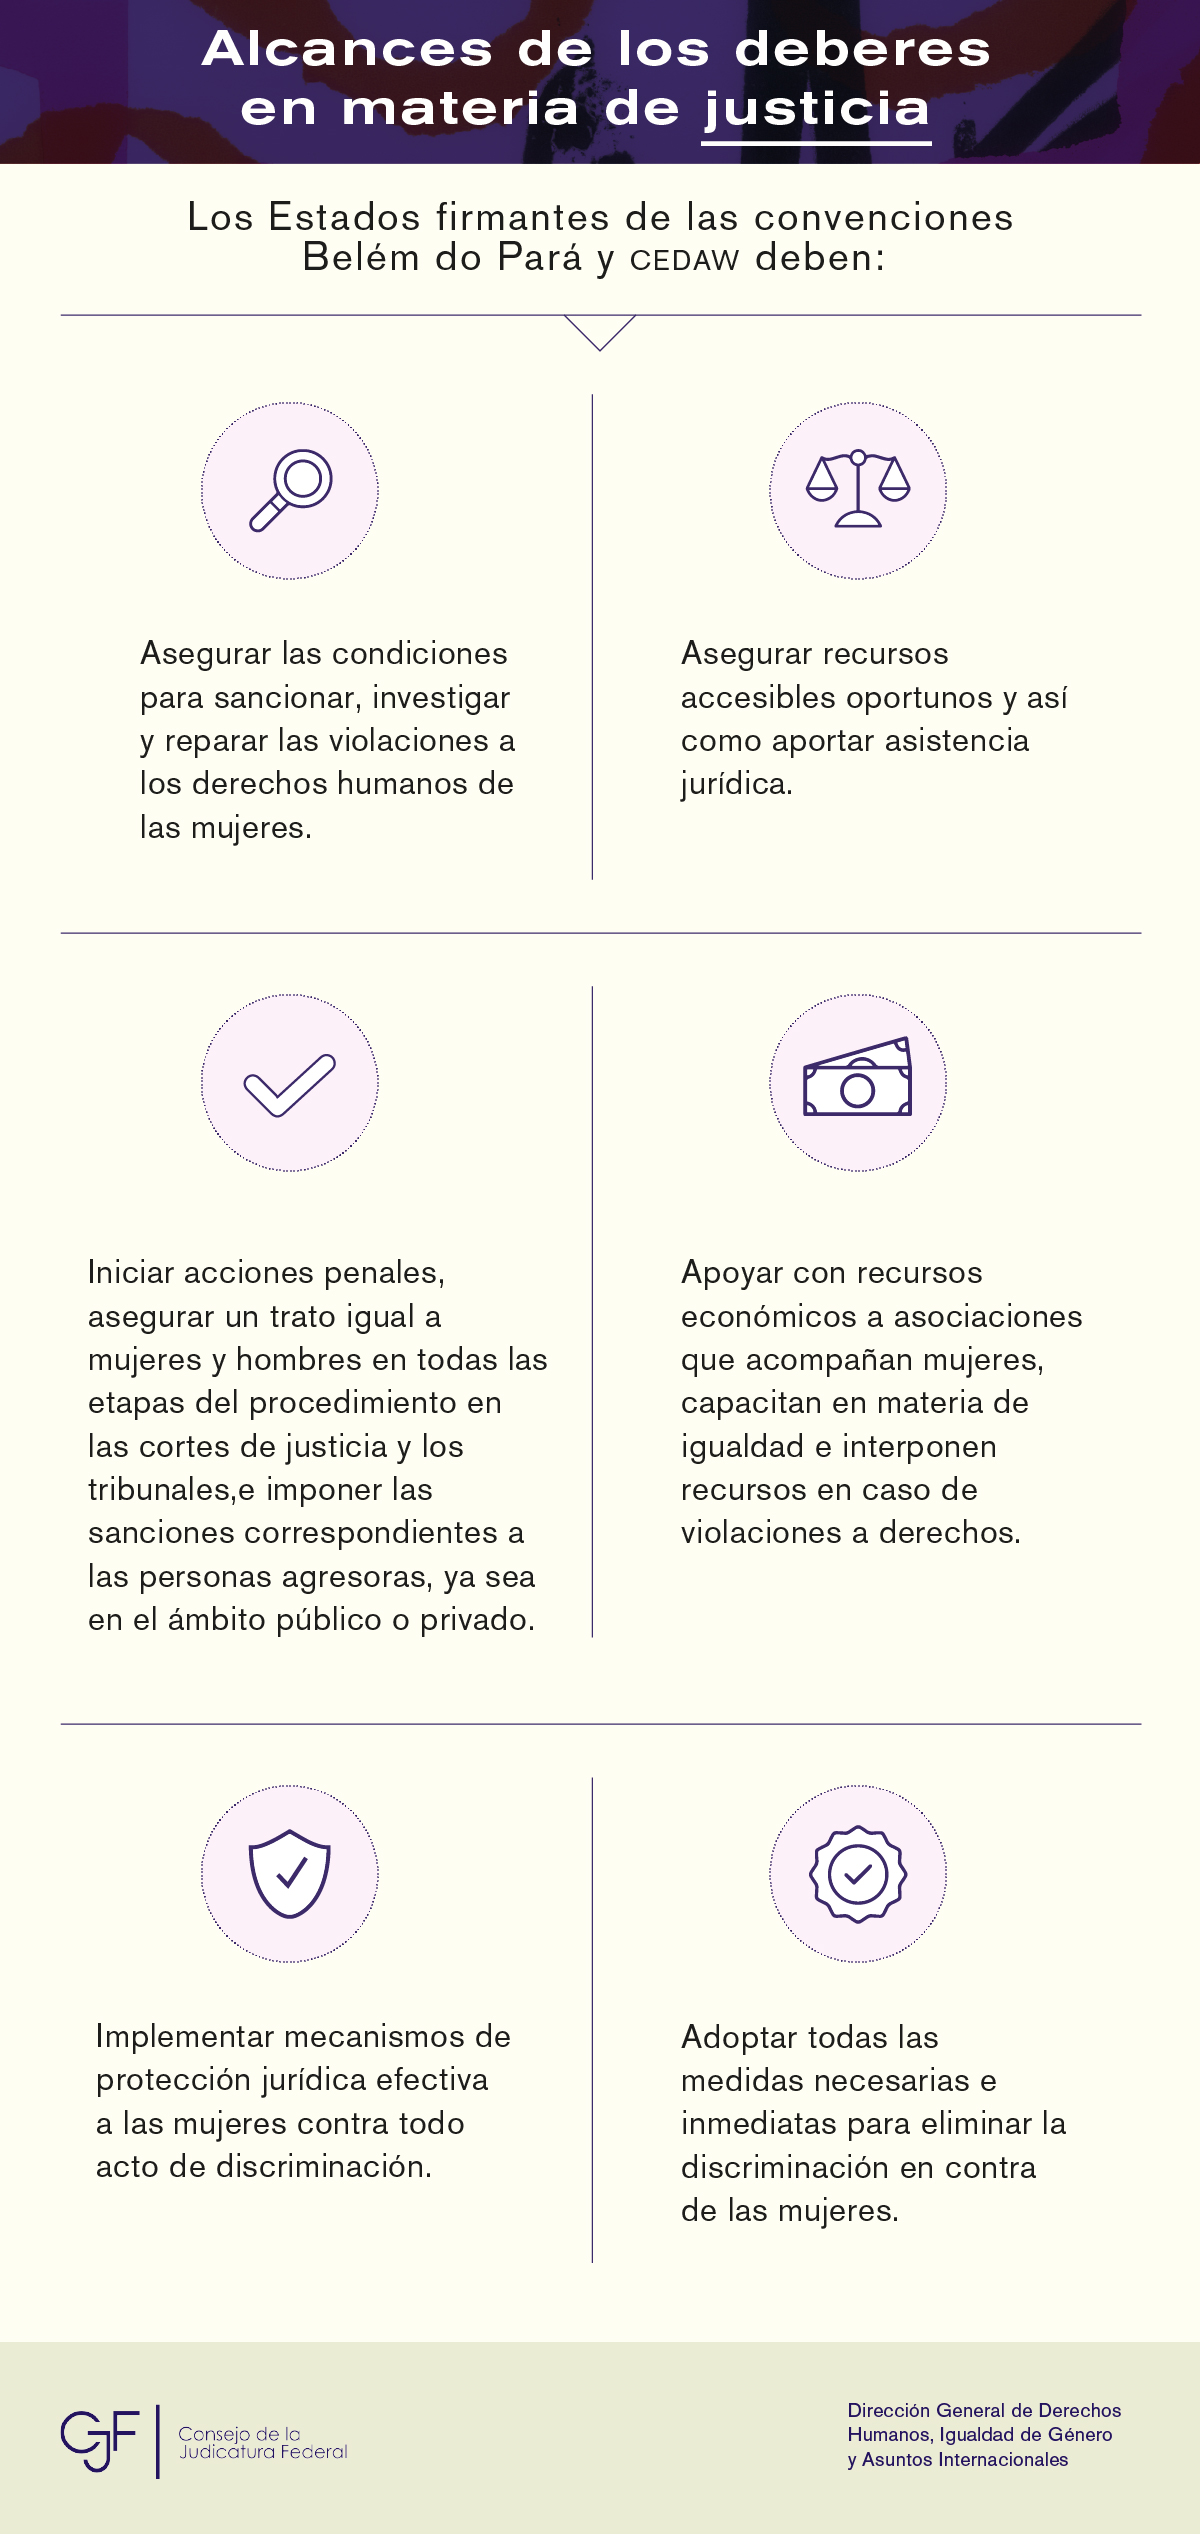 Alcances de los deberes
en materia de justicia
Los Estados firmantes de las convenciones
Belém do Pará y CEDAW deben:
Asegurar las condiciones
para sancionar, investigar
y reparar las violaciones a
los derechos humanos de
las mujeres.
Asegurar recursos
accesibles oportunos y así
como aportar asistencia
jurídica.
Iniciar acciones penales,
asegurar un trato igual a
mujeres y hombres en todas las
etapas del procedimiento en
las cortes de justicia y los
tribunales,e imponer las
sanciones correspondientes a
las personas agresoras, ya sea
en el ámbito público o privado.
Apoyar con recursos
económicos a asociaciones
que acompañan mujeres,
capacitan en materia de
igualdad e interponen
recursos en caso de
violaciones a derechos.
Implementar mecanismos de
protección jurídica efectiva
a las mujeres contra todo
acto de discriminación.
Adoptar todas las
medidas necesarias e
inmediatas para eliminar la
discriminación en contra
de las mujeres.
CJF
Consejo de la
Judicatura Federal
Dirección General de Derechos
Humanos, Igualdad de Género
y Asuntos Internacionales